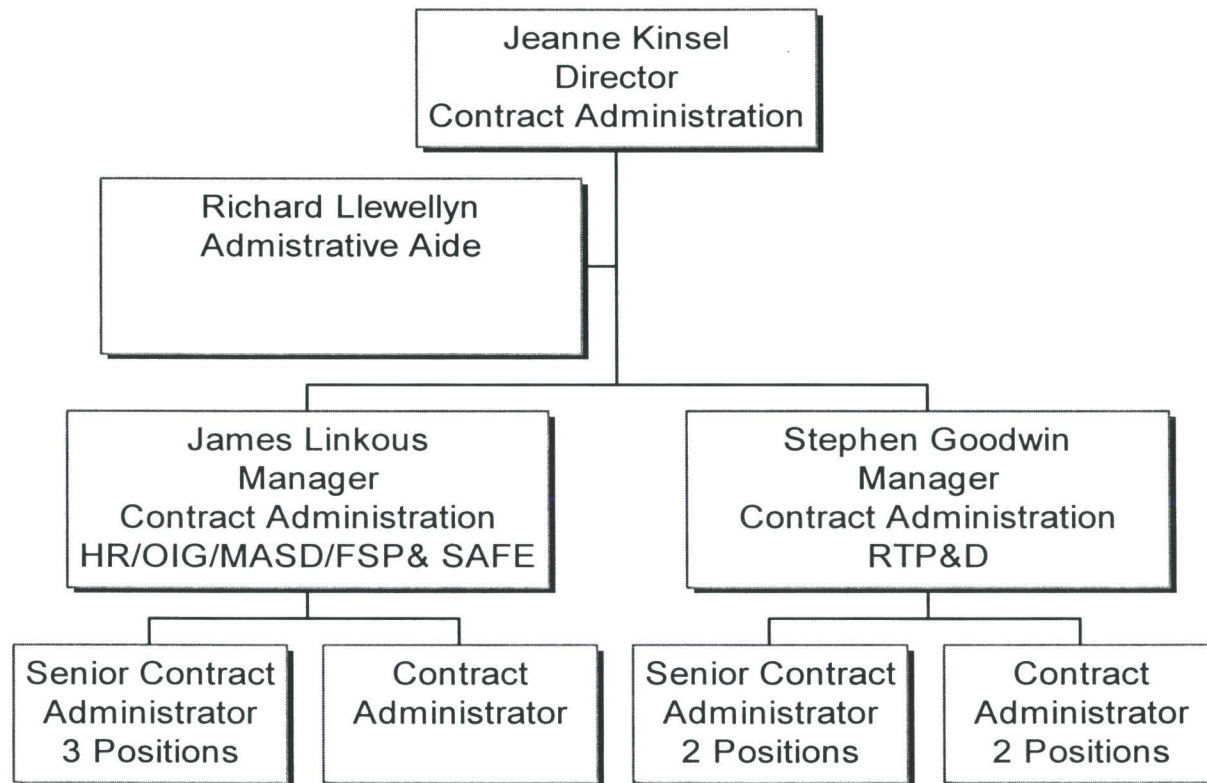 Jeanne Kinsel
Director
Contract Administration
Richard Llewellyn
Admistrative Aide
James Linkous
Manager
Contract Administration
HR/OIG/MASD/FSP& SAFE
Stephen Goodwin
Manager
Contract Administration
RTP&D
Senior Contract
Administrator
3 Positions
Contract
Administrator
Senior Contract
Administrator
2 Positions
Contract
Administrator
2 Positions